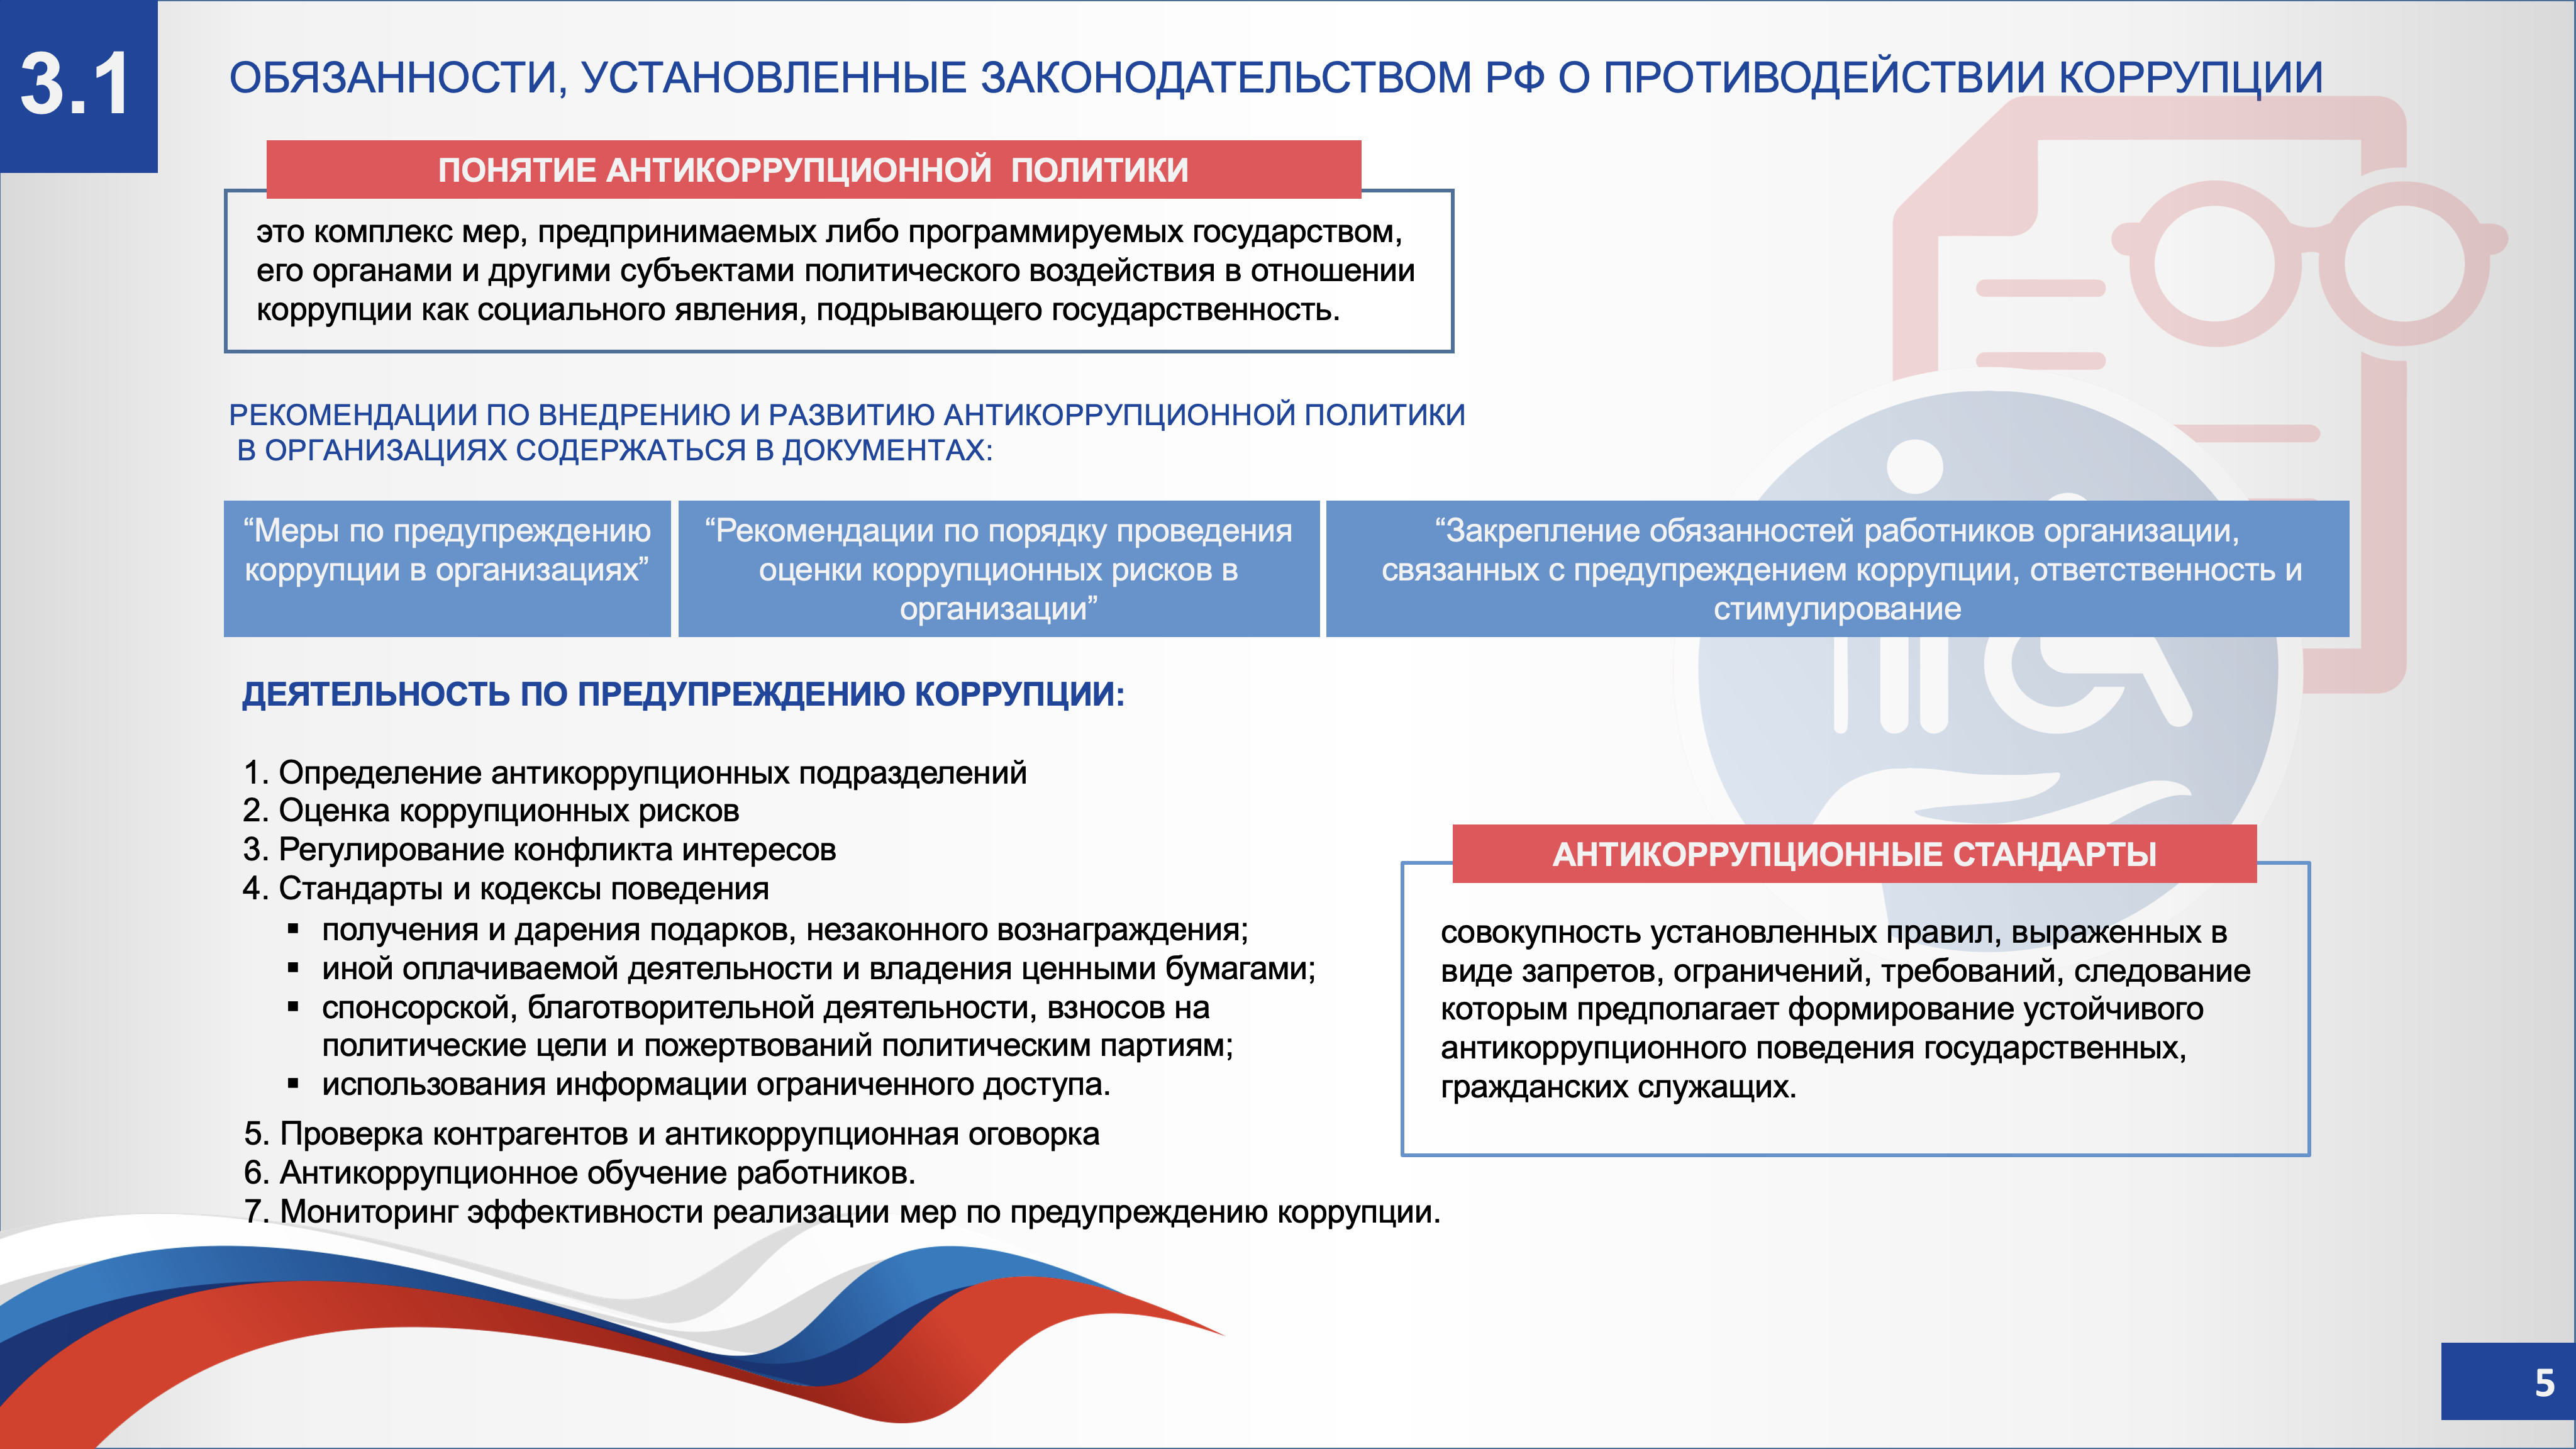 3.1
ОБЯЗАННОСТИ, УСТАНОВЛЕННЫЕ ЗАКОНОДАТЕЛЬСТВОМ РФ О ПРОТИВОДЕЙСТВИИ КОРРУПЦИИ
ПОНЯТИЕ АНТИКОРРУПЦИОННОЙ  ПОЛИТИКИ
это комплекс мер, предпринимаемых либо программируемых государством,
его органами и другими субъектами политического воздействия в отношении
коррупции как социального явления, подрывающего государственность.
РЕКОМЕНДАЦИИ ПО ВНЕДРЕНИЮ И РАЗВИТИЮ АНТИКОРРУПЦИОННОЙ ПОЛИТИКИ
В ОРГАНИЗАЦИЯХ СОДЕРЖАТЬСЯ В ДОКУМЕНТАХ:
“Меры по предупреждению
коррупции в организациях”
“Рекомендации по порядку проведения
оценки коррупционных рисков в
организации”
“Закрепление обязанностей работников организации,
связанных с предупреждением коррупции, ответственность и
стимулирование
ДЕЯТЕЛЬНОСТЬ ПО ПРЕДУПРЕЖДЕНИЮ КОРРУПЦИИ:
1. Определение антикоррупционных подразделений
2. Оценка коррупционных рисков
3. Регулирование конфликта интересов
4. Стандарты и кодексы поведения
▪ получения и дарения подарков, незаконного вознаграждения;
▪ иной оплачиваемой деятельности и владения ценными бумагами;
▪ спонсорской, благотворительной деятельности, взносов на
политические цели и пожертвований политическим партиям;
▪ использования информации ограниченного доступа.
5. Проверка контрагентов и антикоррупционная оговорка
6. Антикоррупционное обучение работников.
7. Мониторинг эффективности реализации мер по предупреждению коррупции.
АНТИКОРРУПЦИОННЫЕ СТАНДАРТЫ
совокупность установленных правил, выраженных в
виде запретов, ограничений, требований, следование
которым предполагает формирование устойчивого
антикоррупционного поведения государственных,
гражданских служащих.
5